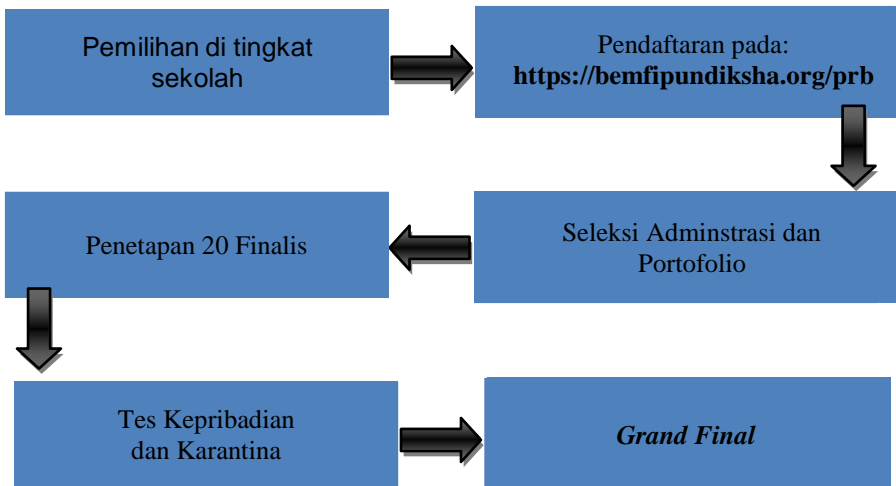 Pemilihan di tingkat
sekolah
Pendaftaran pada:
https://bemfipundiksha.org/prb
Seleksi Adminstrasi dan
Portofolio
Penetapan 20 Finalis
Tes Kepribadian
dan Karantina
Grand Final